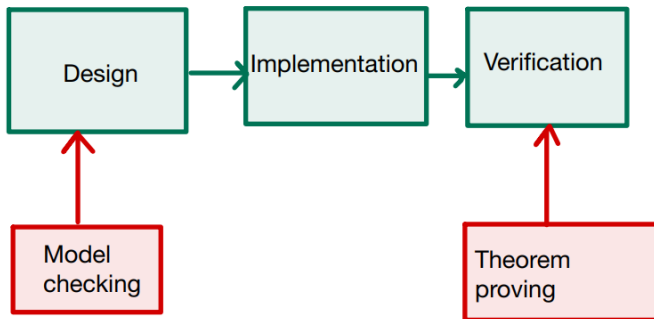 Design
Implementation
Verification
Model
checking
Theorem
proving